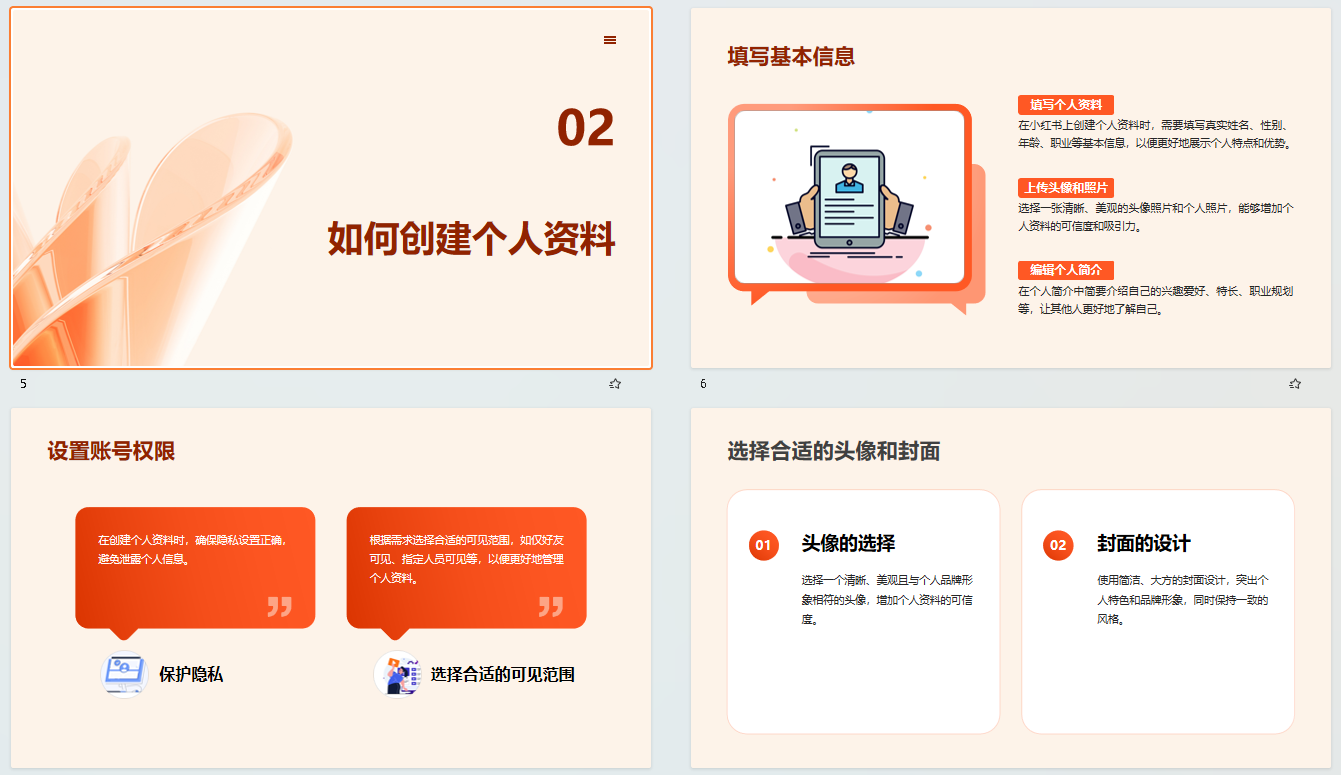 02
如何创建个人资料
5
填写基本信息
填写个人资料
在小红书上创建个人资料时，需要填写真实姓名、性别、
年龄、职业等基本信息，以便更好地展示个人特点和优势。
上传头像和照片
选择一张清晰、美观的头像照片和个人照片，能够增加个
人资料的可信度和吸引力。
编辑个人简介
在个人简介中简要介绍自己的兴趣爱好、特长、职业规划
等，让其他人更好地了解自己。
6
设置账号权限
在创建个人资料时，确保隐私设置正确，
避免泄露个人信息。
保护隐私
根据需求选择合适的可见范围，如仅好友
可见、指定人员可见等，以便更好地管理
个人资料。
选择合适的可见范围
选择合适的头像和封面
01
头像的选择
选择一个清晰、美观且与个人品牌形
象相符的头像，增加个人资料的可信
度。
02
封面的设计
使用简洁、大方的封面设计，突出个
人特色和品牌形象，同时保持一致的
风格。